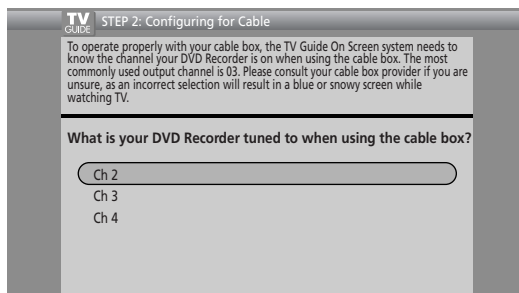 TV GUIDE STEP 2: Configuring for Cable
To operate properly with your cable box, the TV Guide On Screen system needs to
know the channel your DVD Recorder is on when using the cable box. The most
commonly used output channel is 03. Please consult your cable box provider if you are
unsure, as an incorrect selection will result in a blue or snowy screen while
watching TV.
What is your DVD Recorder tuned to when using the cable box?
Ch 2
Ch 3
Ch 4